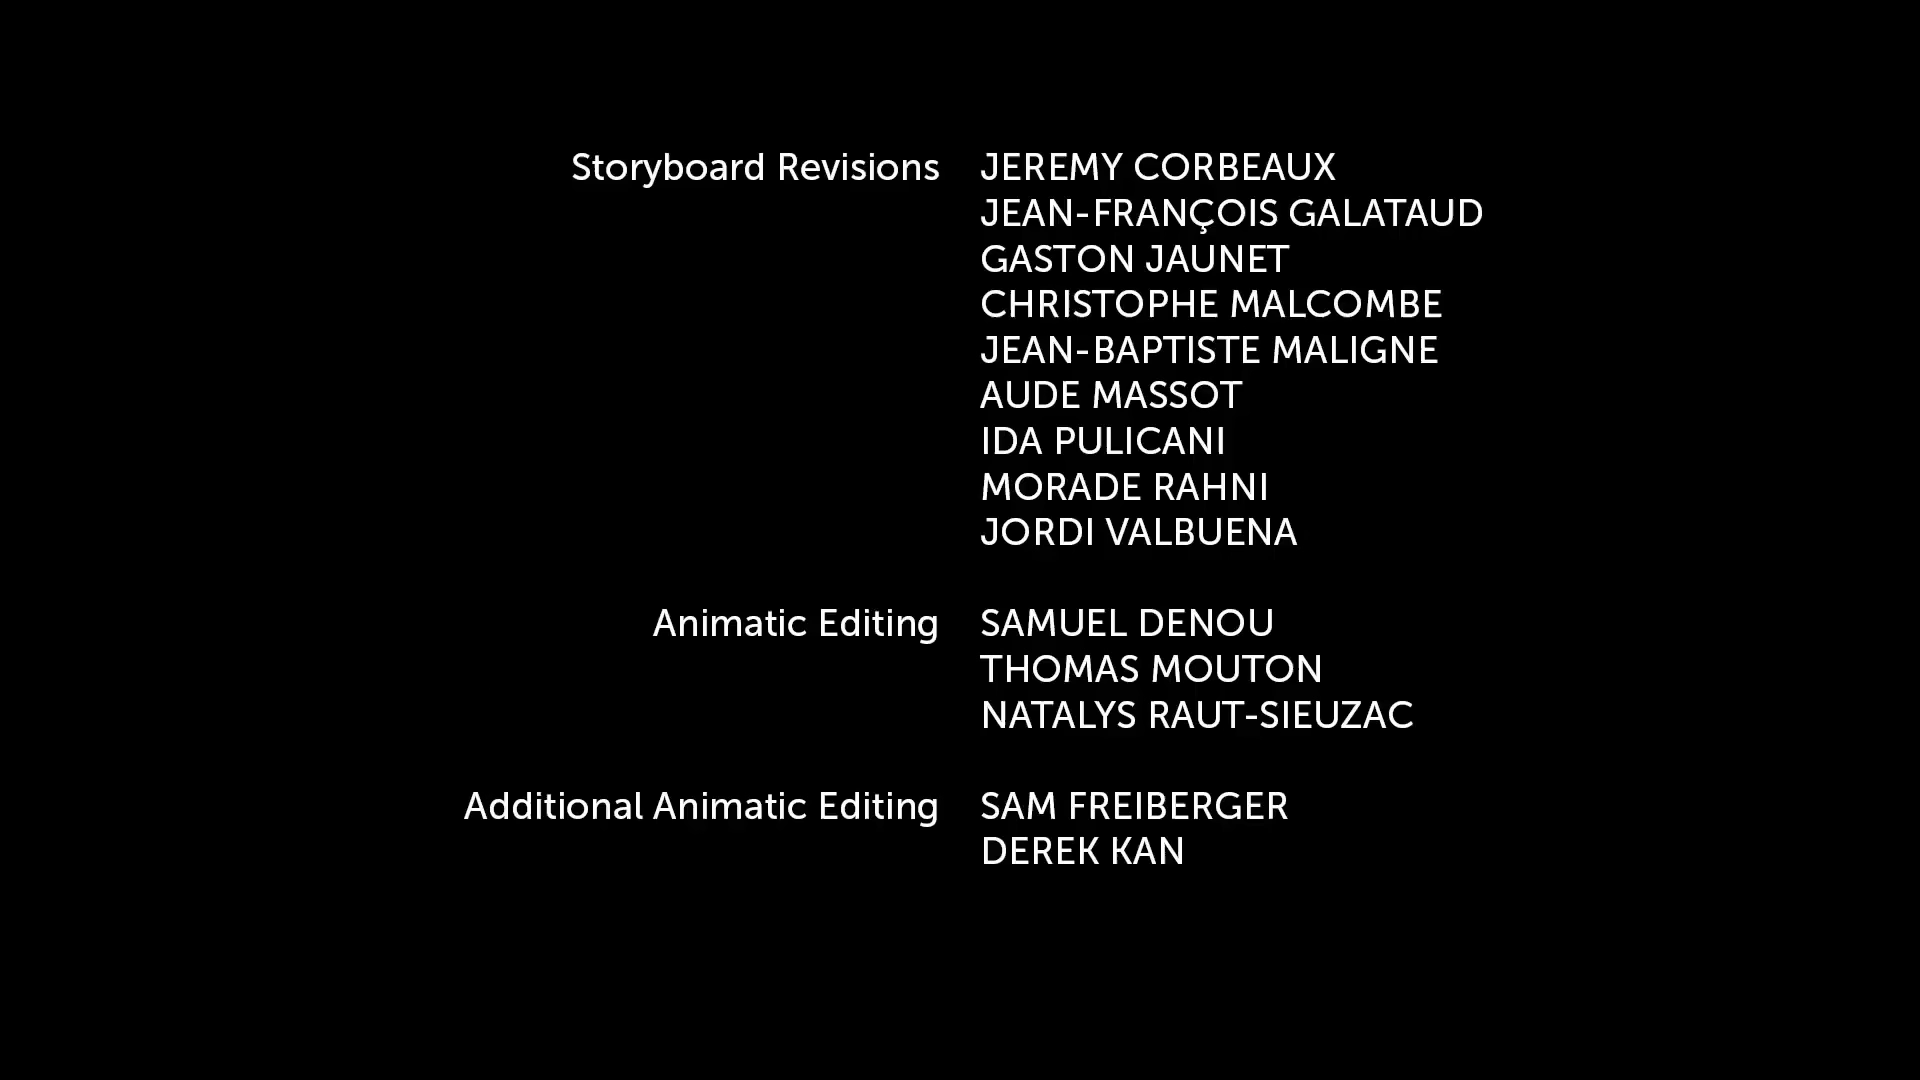 Storyboard Revisions JEREMY CORBEAUX
JEAN-FRANÇOIS GALATAUD
GASTON JAUNET
CHRISTOPHE MALCOMBE
JEAN-BAPTISTE MALIGNE
AUDE MASSOT
IDA PULICANI
MORADE RAHNI
JORDI VALBUENA
Animatic Editing SAMUEL DENOU
THOMAS MOUTON
NATALYS RAUT-SIEUZAC
Additional Animatic Editing SAM FREIBERGER
DEREK KAN